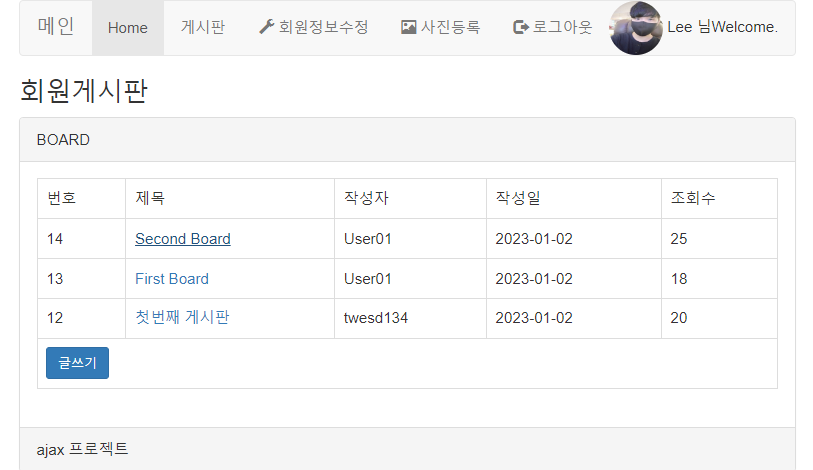 메인 Home 게시판 회원정보수정 사진등록 로그아웃 Lee 님Welcome.
회원게시판
BOARD
번호 제목 작성자 작성일 조회수
14 Second Board User01 2023-01-02 25
13 First Board User01 2023-01-02 18
12 첫번째 게시판 twesd134 2023-01-02 20
글쓰기
ajax 프로젝트